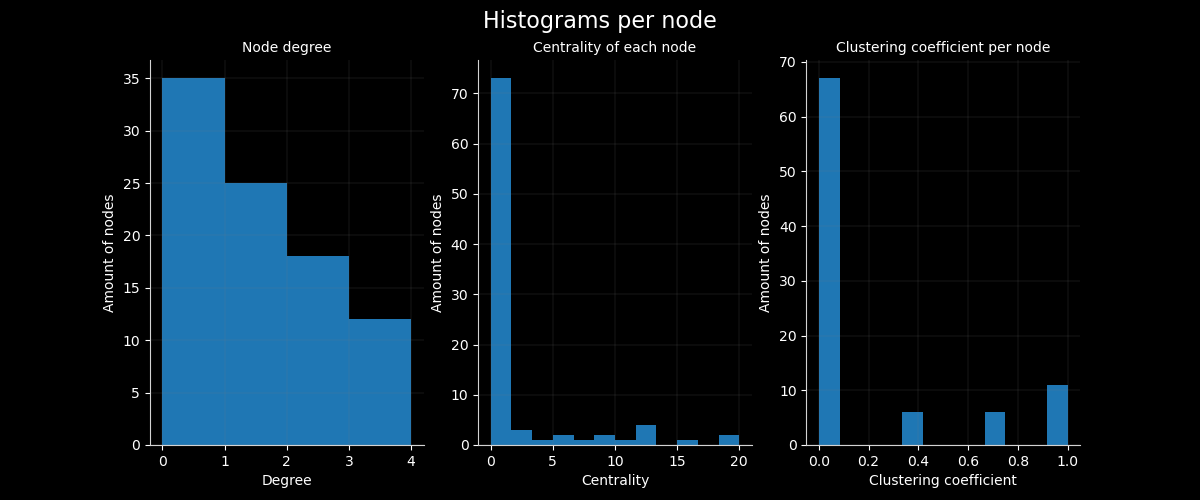 Histograms per node
Node degree
Amount of nodes
35
30
25
20
15
10
5
0
0 1 2 3 4
Degree
Centrality of each node
Amount of nodes
70
60
50
40
30
20
10
0
0 5 10 15 20
Centrality
Clustering coefficient per node
Amount of nodes
70
60
50
40
30
20
10
0
0.0 0.2 0.4 0.6 0.8 1.0
Clustering coefficient